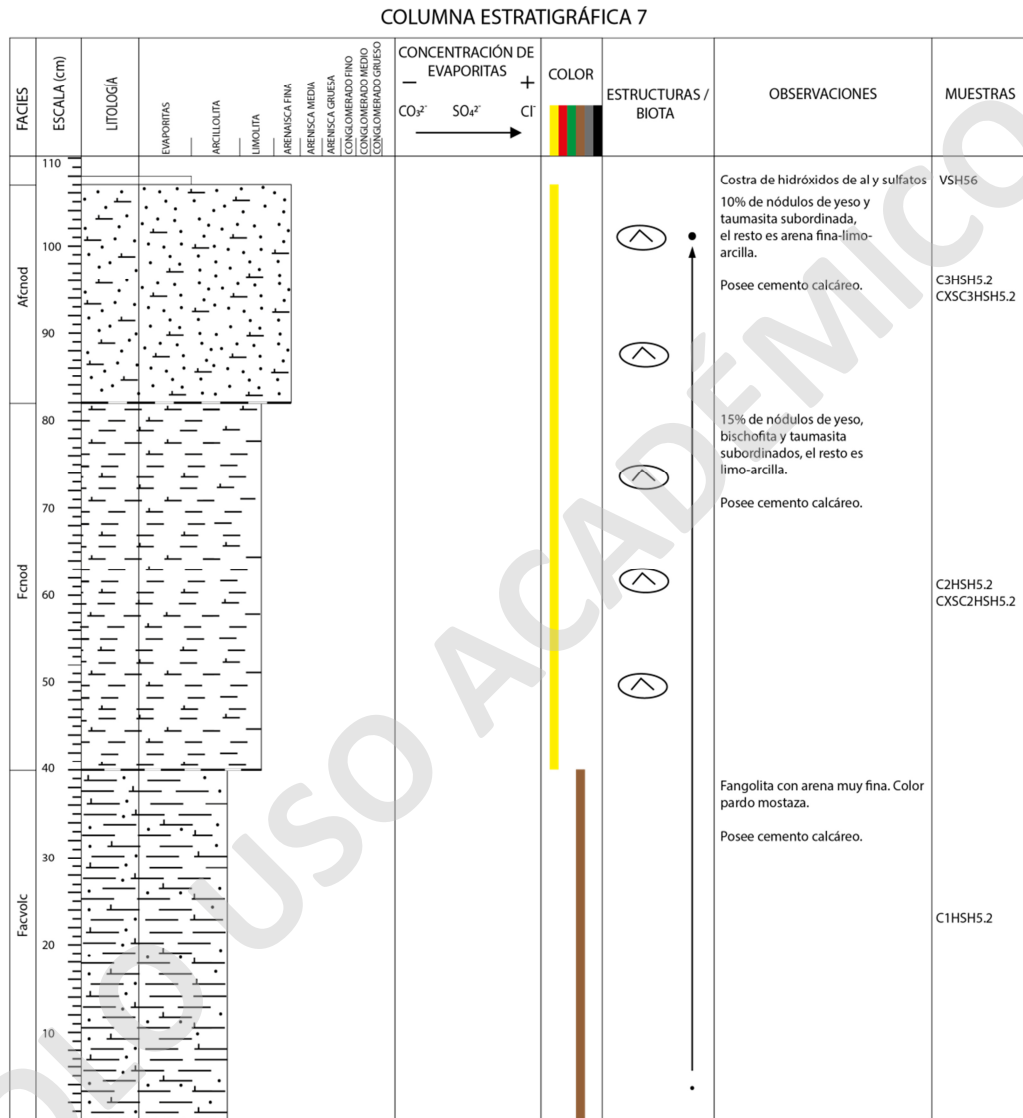 COLUMNA ESTRATIGRÁFICA 7
FACIES
ESCALA (cm)
LITOLOGÍA
EVAPORITAS
ARCILLOLITA
LIMOLITA
ARENAISCA FINA
ARENISCA MEDIA
ARENISCA GRUESA
CONGLOMERADO FINO
CONGLOMERADO MEDIO
CONGLOMERADO GRUESO
CONCENTRACIÓN DE
EVAPORITAS
− +
CO₃²⁻ SO₄²⁻ Cl⁻
COLOR
ESTRUCTURAS /
BIOTA
OBSERVACIONES
MUESTRAS
110
Costra de hidróxidos de al y sulfatos
VSH56
10% de nódulos de yeso y
taumasita subordinada,
el resto es arena fina-limo-
arcilla.
Posee cemento calcáreo.
C3HSH5.2
CXSC3HSH5.2
Afcnod
100
90
80
15% de nódulos de yeso,
bischofita y taumasita
subordinados, el resto es
limo-arcilla.
Posee cemento calcáreo.
C2HSH5.2
CXSC2HSH5.2
Fcnod
70
60
50
40
Fangolita con arena muy fina. Color
pardo mostaza.
Posee cemento calcáreo.
C1HSH5.2
Facvolc
30
20
10
SOLO USO ACADÉMICO